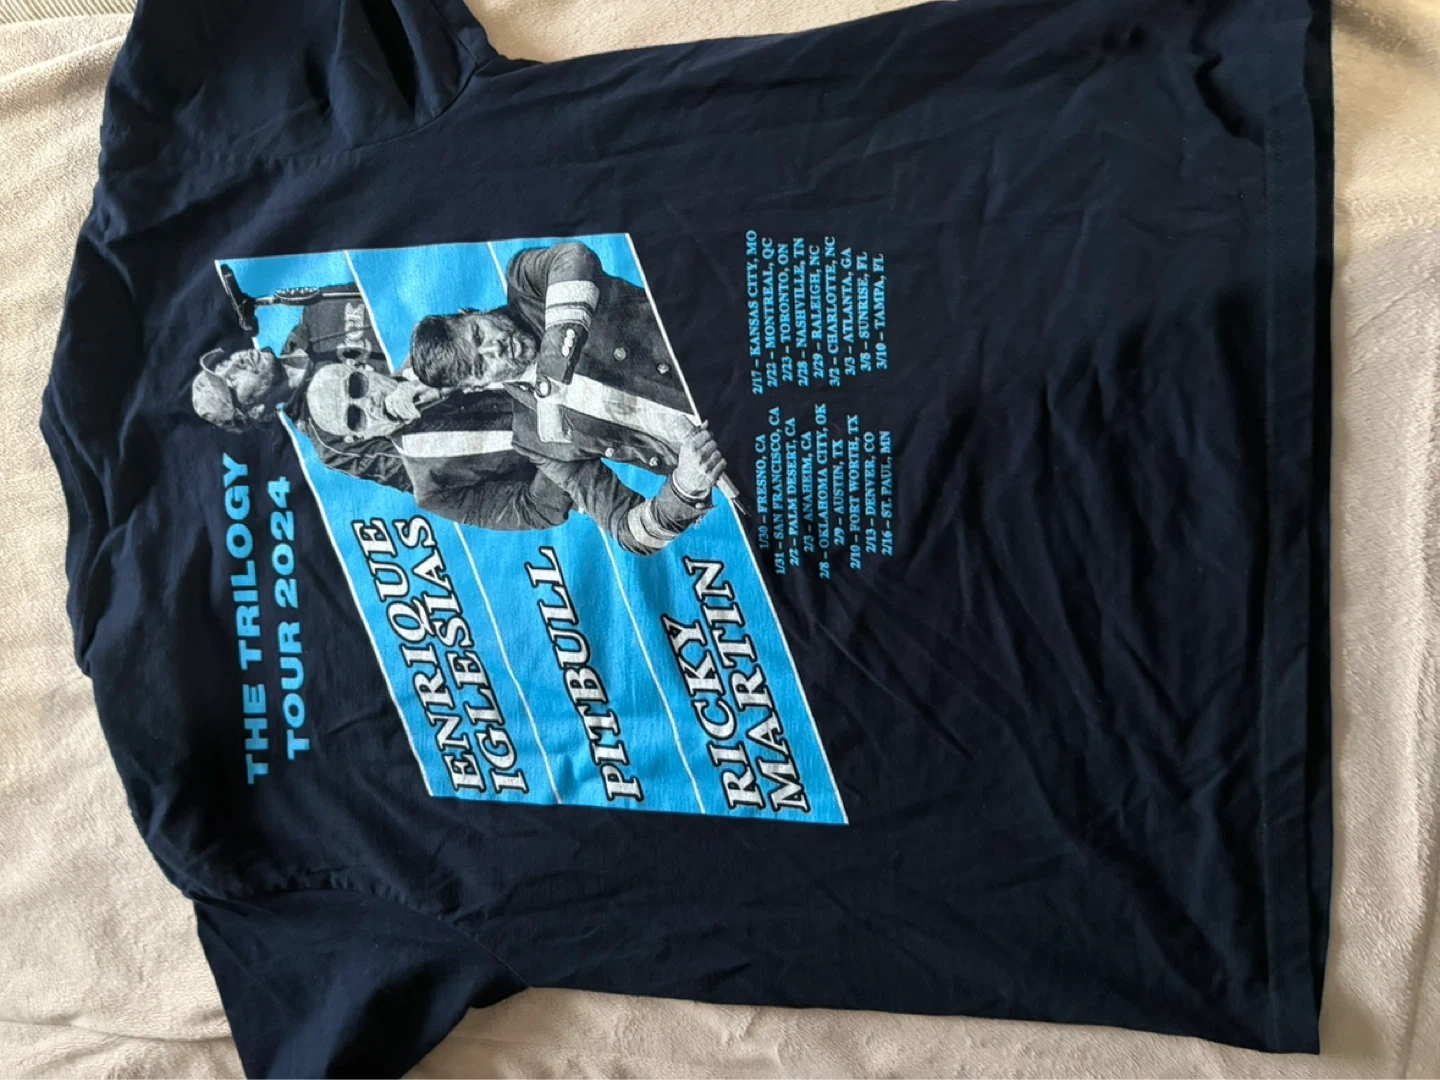 THE TRILOGY
TOUR 2024
ENRIQUE
IGLESIAS
PITBULL
RICKY
MARTIN
1/30 – FRESNO, CA
1/31 – SAN FRANCISCO, CA
2/2 – PALM DESERT, CA
2/3 – ANAHEIM, CA
2/8 – OKLAHOMA CITY, OK
2/9 – AUSTIN, TX
2/10 – FORT WORTH, TX
2/13 – DENVER, CO
2/16 – ST. PAUL, MN
2/17 – KANSAS CITY, MO
2/22 – MONTREAL, QC
2/23 – TORONTO, ON
2/28 – NASHVILLE, TN
2/29 – RALEIGH, NC
3/2 – CHARLOTTE, NC
3/3 – ATLANTA, GA
3/8 – SUNRISE, FL
3/10 – TAMPA, FL